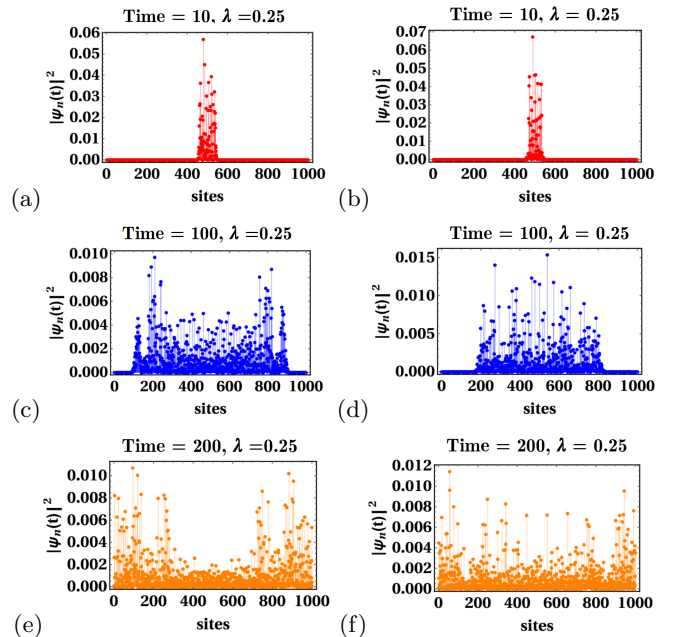 Time = 10, λ =0.25
|ψn(t)|²
0.06
0.05
0.04
0.03
0.02
0.01
0.00
0 200 400 600 800 1000
sites
(a)
Time = 10, λ = 0.25
|ψn(t)|²
0.07
0.06
0.05
0.04
0.03
0.02
0.01
0.00
0 200 400 600 800 1000
sites
(b)
Time = 100, λ =0.25
|ψn(t)|²
0.010
0.008
0.006
0.004
0.002
0.000
0 200 400 600 800 1000
sites
(c)
Time = 100, λ = 0.25
|ψn(t)|²
0.015
0.010
0.005
0.000
0 200 400 600 800 1000
sites
(d)
Time = 200, λ =0.25
|ψn(t)|²
0.010
0.008
0.006
0.004
0.002
0.000
0 200 400 600 800 1000
sites
(e)
Time = 200, λ = 0.25
|ψn(t)|²
0.012
0.010
0.008
0.006
0.004
0.002
0.000
0 200 400 600 800 1000
sites
(f)